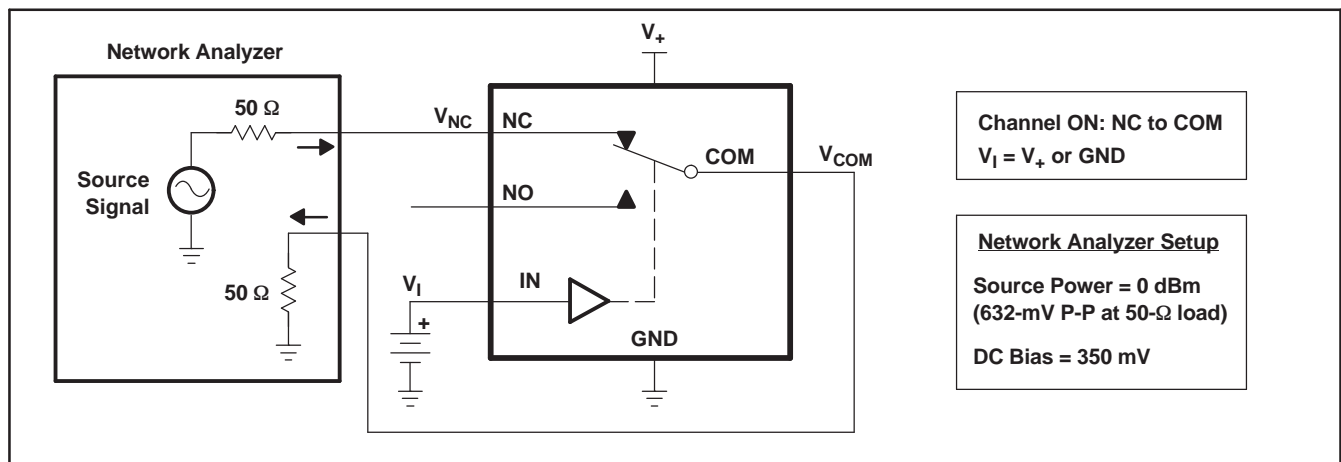 Network Analyzer
50 Ω
Source
Signal
50 Ω
V+
VNC
NC
COM
VCOM
NO
VI
+
IN
GND
Channel ON: NC to COM
VI = V+ or GND
Network Analyzer Setup
Source Power = 0 dBm
(632-mV P-P at 50-Ω load)
DC Bias = 350 mV